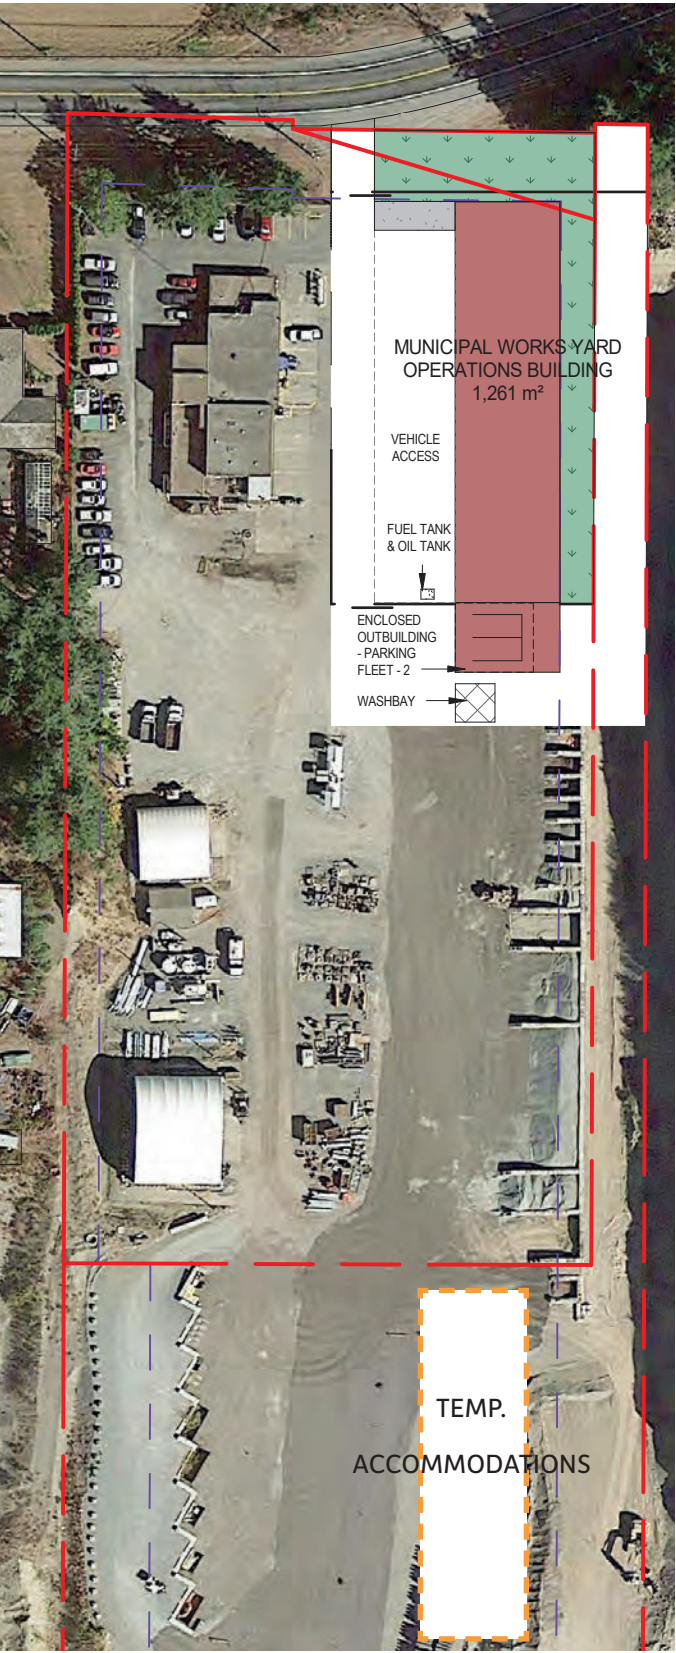 MUNICIPAL WORKS YARD
OPERATIONS BUILDING
1,261 m²
VEHICLE
ACCESS
FUEL TANK
& OIL TANK
ENCLOSED
OUTBUILDING
- PARKING
FLEET - 2
WASHBAY
TEMP.
ACCOMMODATIONS